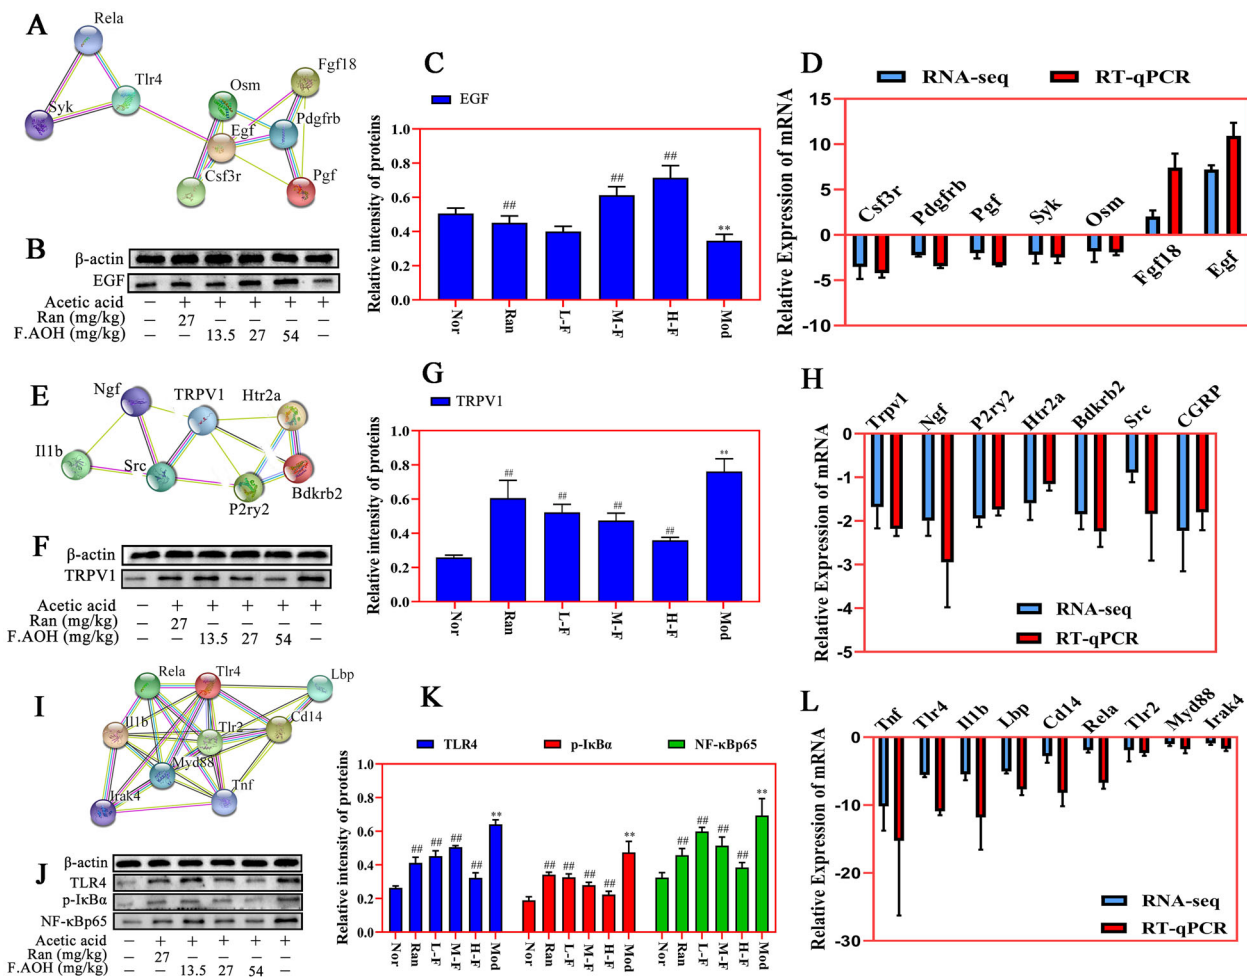 A
Rela
Tlr4
Syk
Osm
Fgf18
Egf
Pdgfrb
Csf3r
Pgf
B
β-actin
EGF
Acetic acid – + + + + +
Ran (mg/kg) 27
F.AOH (mg/kg) 13.5 27 54
C
EGF
Relative intensity of proteins
1.0
0.8
0.6
0.4
0.2
0.0
## ## ## **
Nor Ran L-F M-F H-F Mod
D
RNA-seq RT-qPCR
Relative Expression of mRNA
15
10
5
0
-5
-10
Csf3r Pdgfrb Pgf Syk Osm Fgf18 Egf
E
Ngf
TRPV1
Htr2a
Il1b
Src
P2ry2
Bdkrb2
F
β-actin
TRPV1
Acetic acid – + + + + +
Ran (mg/kg) 27
F.AOH (mg/kg) 13.5 27 54
G
TRPV1
Relative intensity of proteins
1.0
0.8
0.6
0.4
0.2
0.0
## ## ## ## **
Nor Ran L-F M-F H-F Mod
H
Trpv1 Ngf P2ry2 Htr2a Bdkrb2 Src CGRP
Relative Expression of mRNA
0
-1
-2
-3
-4
-5
RNA-seq
RT-qPCR
I
Rela
Tlr4
Lbp
Il1b
Tlr2
Cd14
Myd88
Irak4
Tnf
J
β-actin
TLR4
p-IκBα
NF-κBp65
Acetic acid – + + + + +
Ran (mg/kg) 27
F.AOH (mg/kg) 13.5 27 54
K
TLR4 p-IκBα NF-κBp65
Relative intensity of proteins
1.0
0.8
0.6
0.4
0.2
0.0
## ## ## ## ** ## ## ## ## ** ## ## ## ## **
Nor Ran L-F M-F H-F Mod Nor Ran L-F M-F H-F Mod Nor Ran L-F M-F H-F Mod
L
Tnf Tlr4 Il1b Lbp Cd14 Rela Tlr2 Myd88 Irak4
Relative Expression of mRNA
0
-10
-20
-30
RNA-seq
RT-qPCR